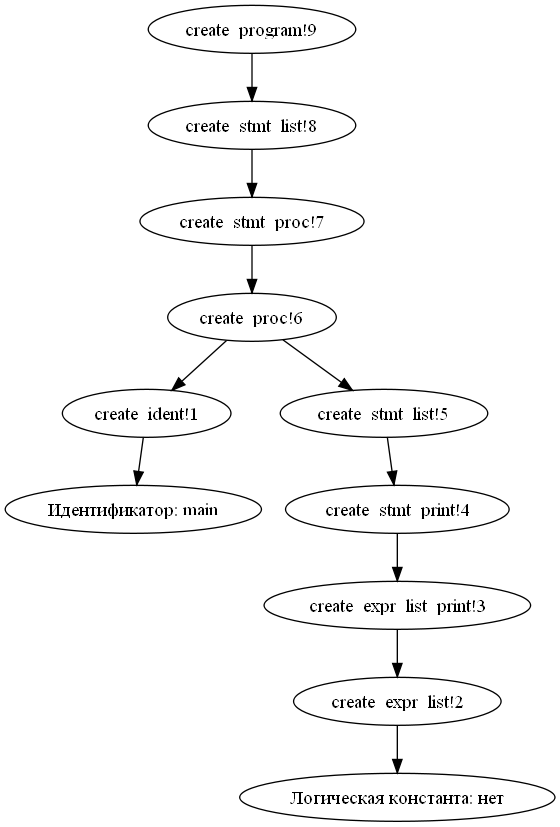 create program!9
create stmt list!8
create stmt proc!7
create proc!6
create ident!1
create stmt list!5
Идентификатор: main
create stmt print!4
create expr list print!3
create expr list!2
Логическая константа: нет